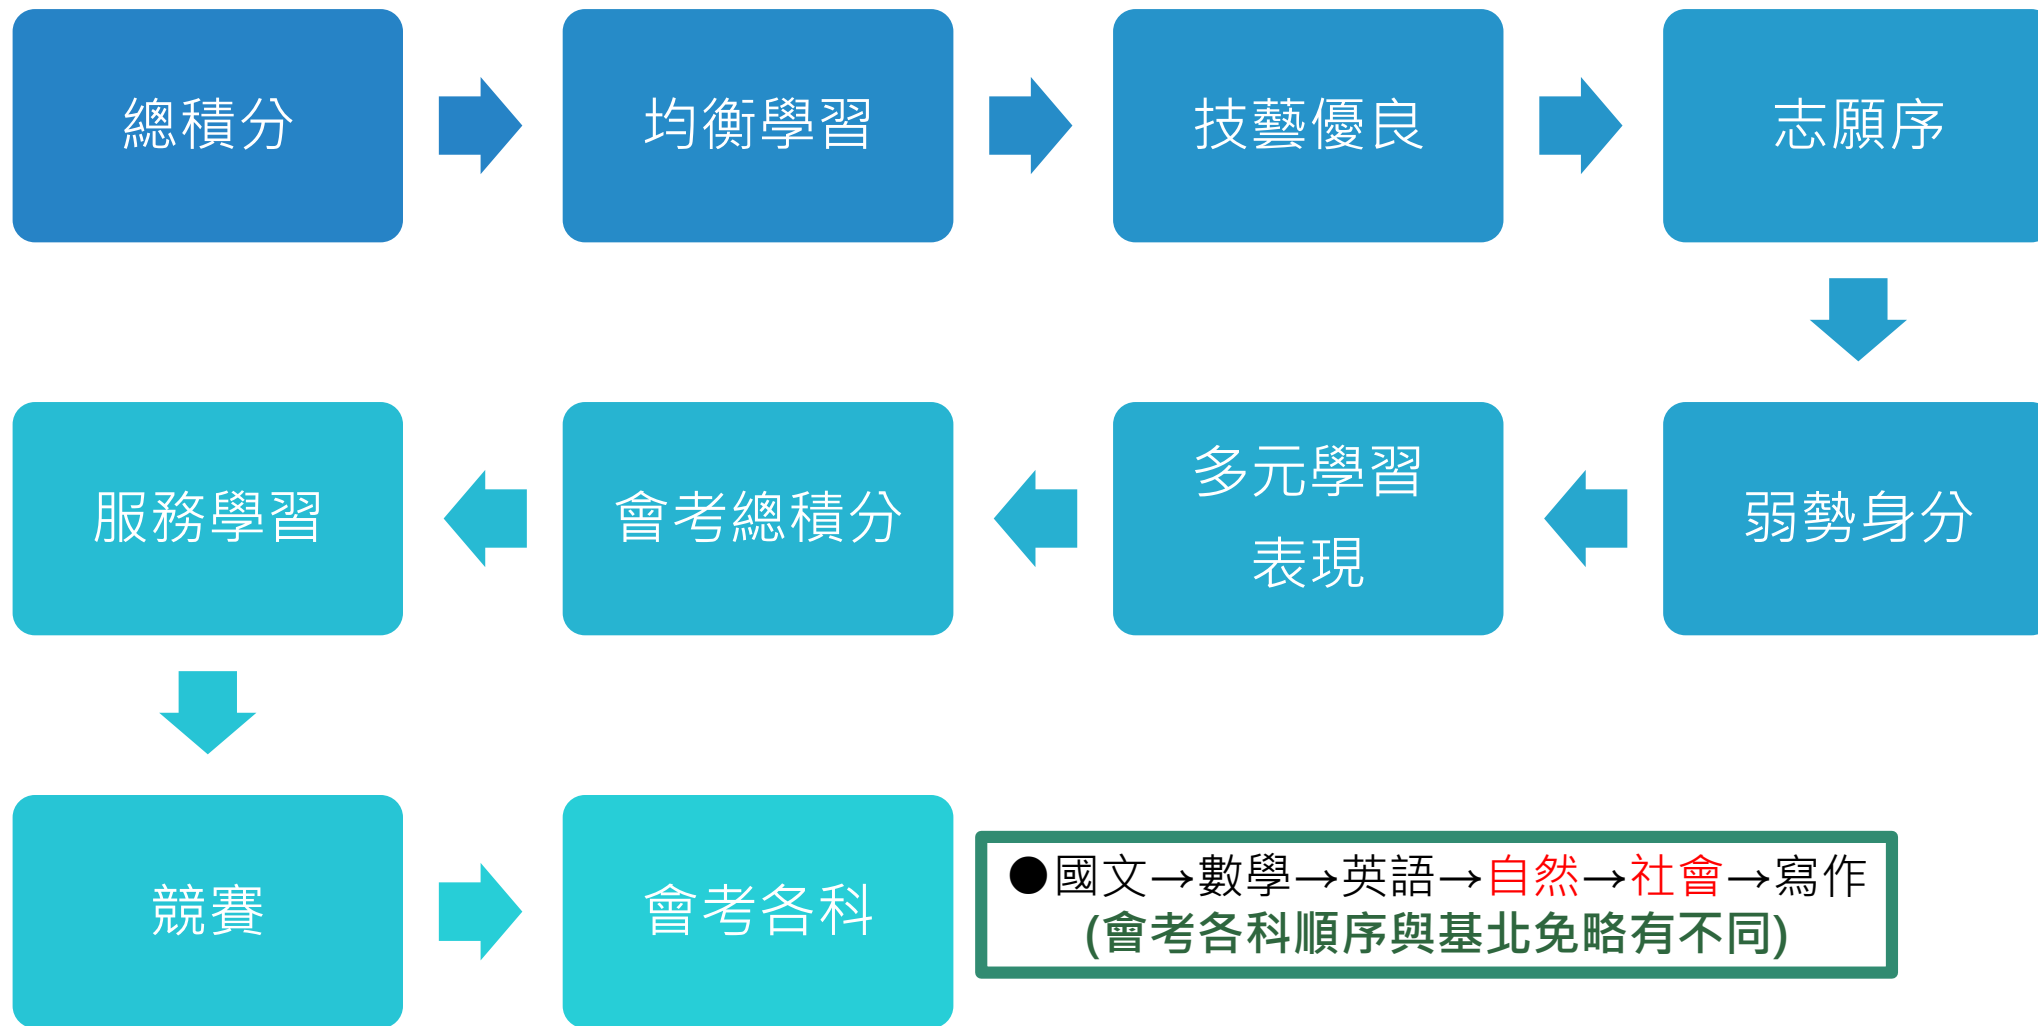 總積分
均衡學習
技藝優良
志願序
弱勢身分
多元學習
表現
會考總積分
服務學習
競賽
會考各科
●國文→數學→英語→自然→社會→寫作
(會考各科順序與基北免略有不同)